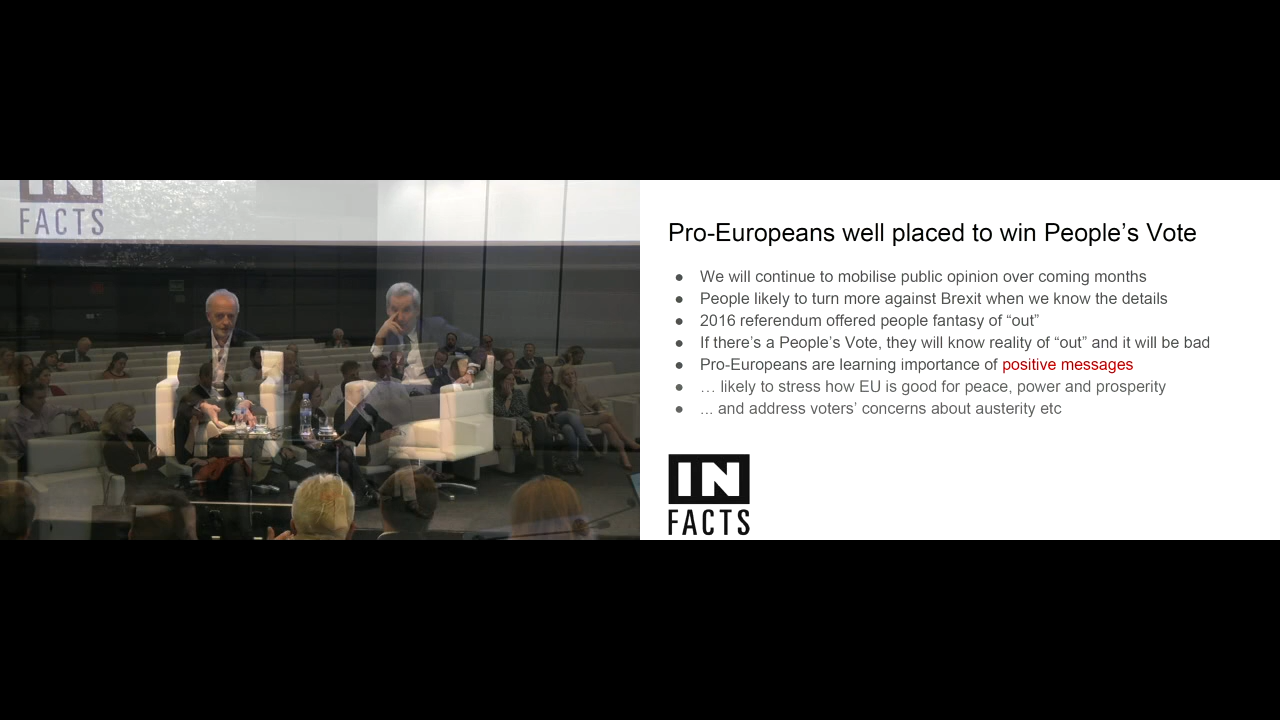 IN
FACTS
Pro-Europeans well placed to win People’s Vote
● We will continue to mobilise public opinion over coming months
● People likely to turn more against Brexit when we know the details
● 2016 referendum offered people fantasy of “out”
● If there’s a People’s Vote, they will know reality of “out” and it will be bad
● Pro-Europeans are learning importance of positive messages
● … likely to stress how EU is good for peace, power and prosperity
● ... and address voters’ concerns about austerity etc
IN
FACTS